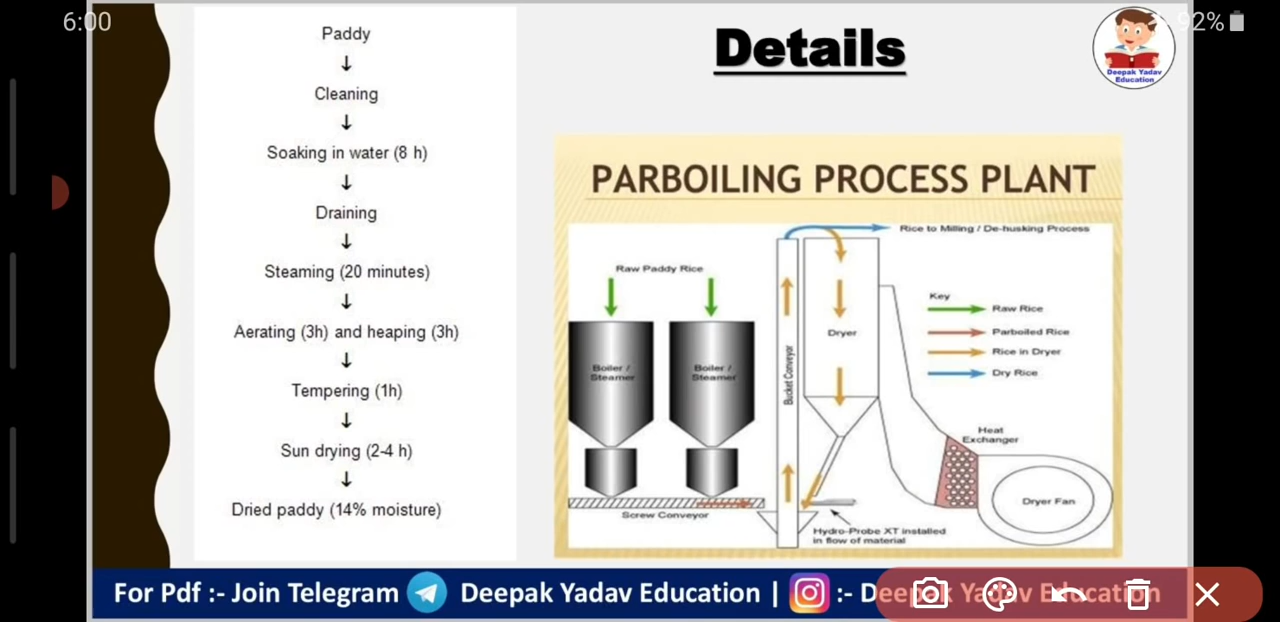 6:00
92%
Paddy
↓
Cleaning
↓
Soaking in water (8 h)
↓
Draining
↓
Steaming (20 minutes)
↓
Aerating (3h) and heaping (3h)
↓
Tempering (1h)
↓
Sun drying (2-4 h)
↓
Dried paddy (14% moisture)
Details
Deepak Yadav
Education
PARBOILING PROCESS PLANT
Rice to Milling / De-husking Process
Raw Paddy Rice
Key
Raw Rice
Parboiled Rice
Rice in Dryer
Dry Rice
Boiler /
Steamer
Boiler /
Steamer
Bucket Conveyor
Dryer
Heat
Exchanger
Dryer Fan
Screw Conveyor
Hydro-Probe XT installed
in flow of material
For Pdf :- Join Telegram Deepak Yadav Education | :- Deepak Yadav Education